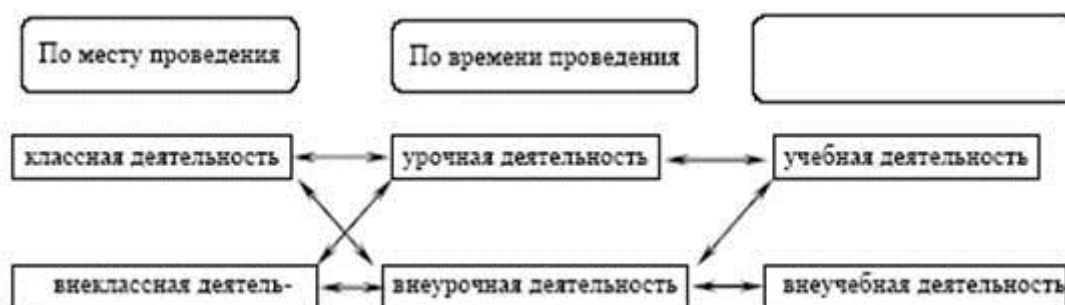 По месту проведения
По времени проведения
классная деятельность
урочная деятельность
учебная деятельность
внеклассная деятель-
внеурочная деятельность
внеучебная деятельность